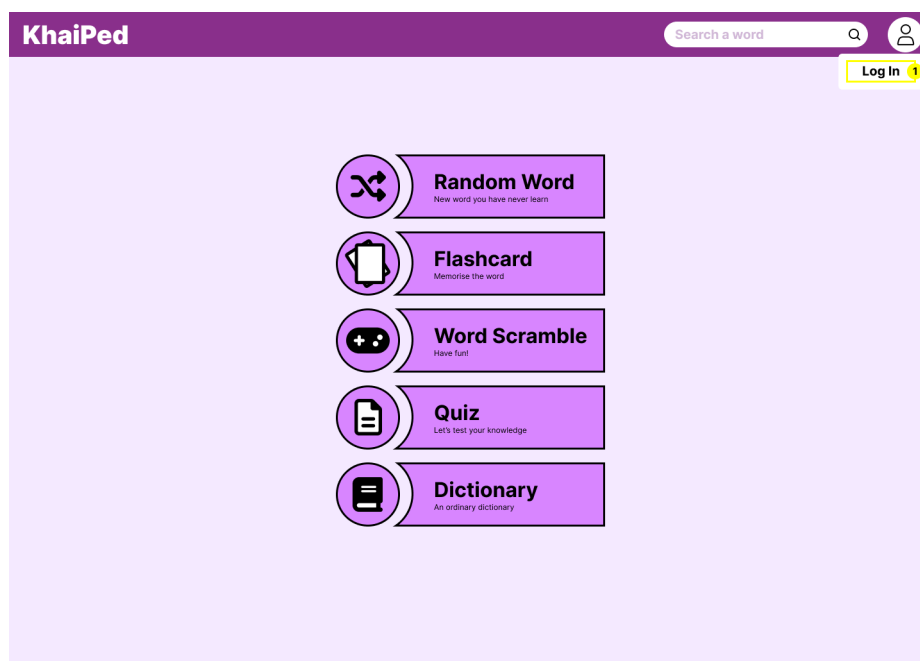 KhaiPed
Search a word
Log In 1
Random Word
New word you have never learn
Flashcard
Memorise the word
Word Scramble
Have fun!
Quiz
Let's test your knowledge
Dictionary
An ordinary dictionary